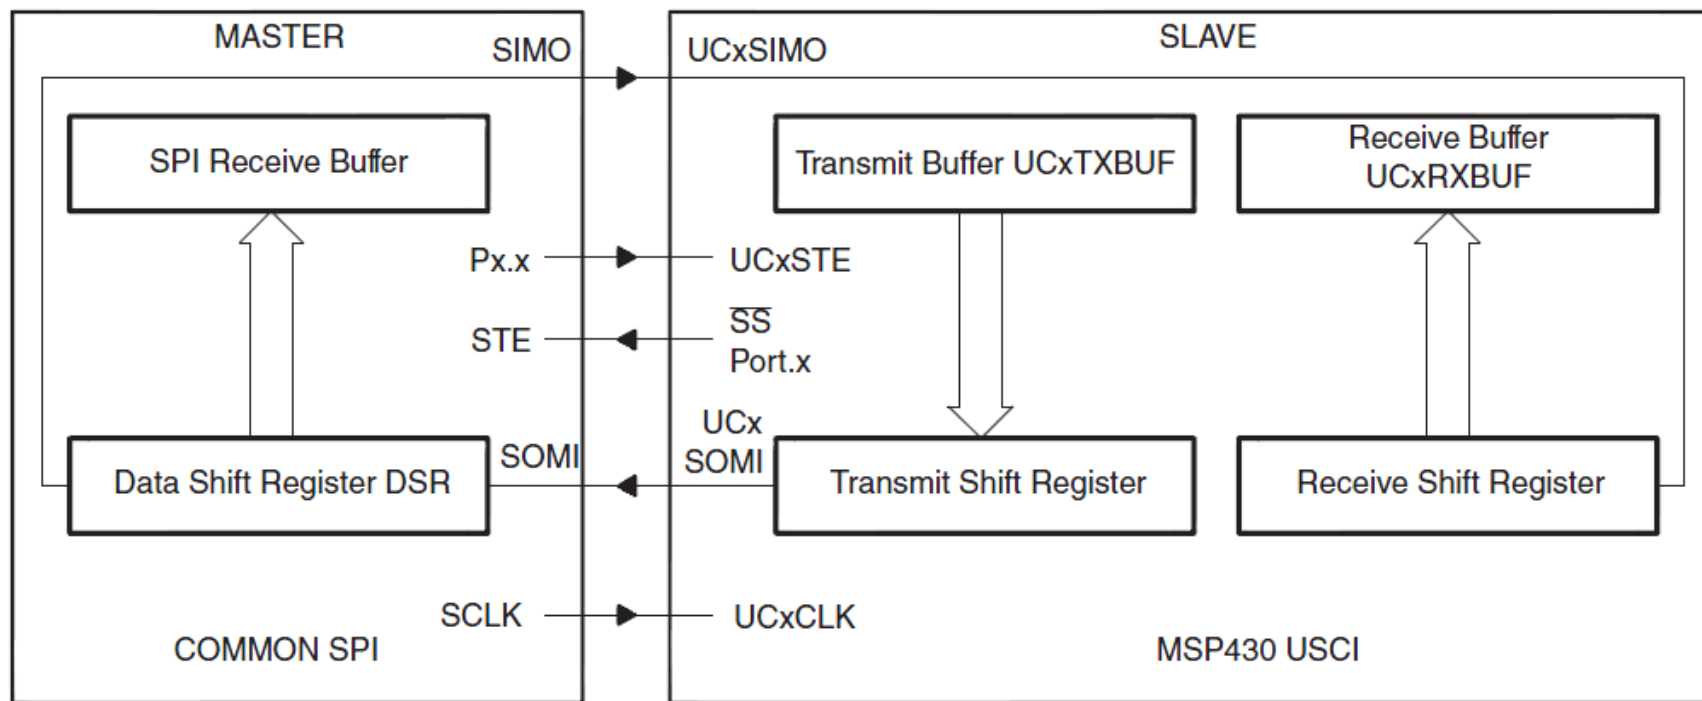 MASTER
SIMO
SPI Receive Buffer
Px.x
STE
SOMI
Data Shift Register DSR
SCLK
COMMON SPI
SLAVE
UCxSIMO
Transmit Buffer UCxTXBUF
Receive Buffer
UCxRXBUF
UCxSTE
SS
Port.x
UCx
SOMI
Transmit Shift Register
Receive Shift Register
UCxCLK
MSP430 USCI